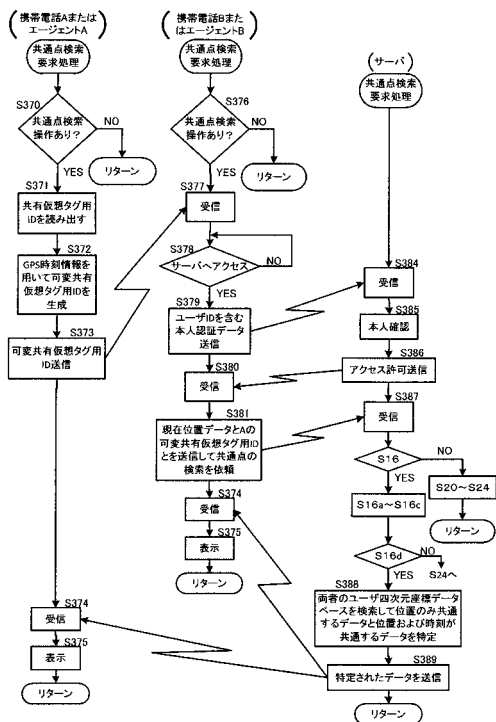 (携帯電話Aまたは
エージェントA)
共通点検索
要求処理
S370
共通点検索
操作あり?
NO
リターン
YES
S371
共有仮想タグ用
IDを読み出す
S372
GPS時刻情報を
用いて可変共有
仮想タグ用IDを
生成
S373
可変共有仮想タグ用
ID送信
S374
受信
S375
表示
リターン
(携帯電話Bまた
はエージェントB)
共通点検索
要求処理
S376
共通点検索
操作あり?
NO
リターン
YES
S377
受信
S378
サーバへアクセス
NO
YES
S379
ユーザIDを含む
本人認証データ
送信
S380
受信
S381
現在位置データとAの
可変共有仮想タグ用ID
とを送信して共通点の
検索を依頼
S374
受信
S375
表示
リターン
(サーバ)
共通点検索
要求処理
S384
受信
S385
本人確認
S386
アクセス許可送信
S387
受信
S16
NO
S20~S24
リターン
YES
S16a~S16c
S16d
NO
S24へ
YES
S388
両者のユーザ四次元座標データ
ベースを検索して位置のみ共通
するデータと位置および時刻が
共通するデータを特定
S389
特定されたデータを送信
リターン